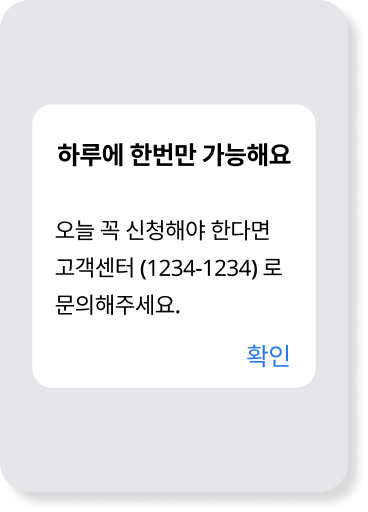 하루에 한번만 가능해요
오늘 꼭 신청해야 한다면
고객센터 (1234-1234) 로
문의해주세요.
확인